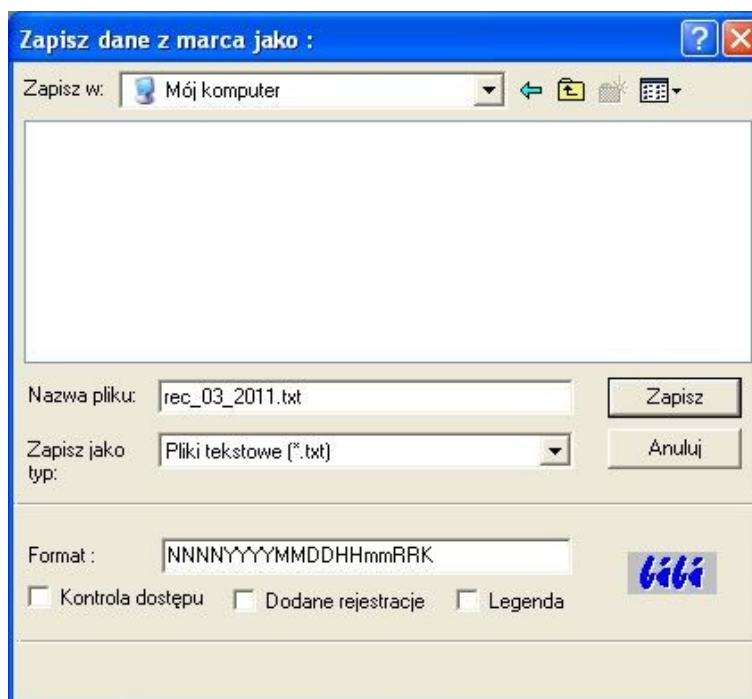 Zapisz dane z marca jako :
Zapisz w: Mój komputer
Nazwa pliku: rec_03_2011.txt Zapisz
Zapisz jako typ: Pliki tekstowe (*.txt) Anuluj
Format : NNNNYYYYMMDDHHmmRRK
bibi
Kontrola dostępu Dodane rejestracje Legenda